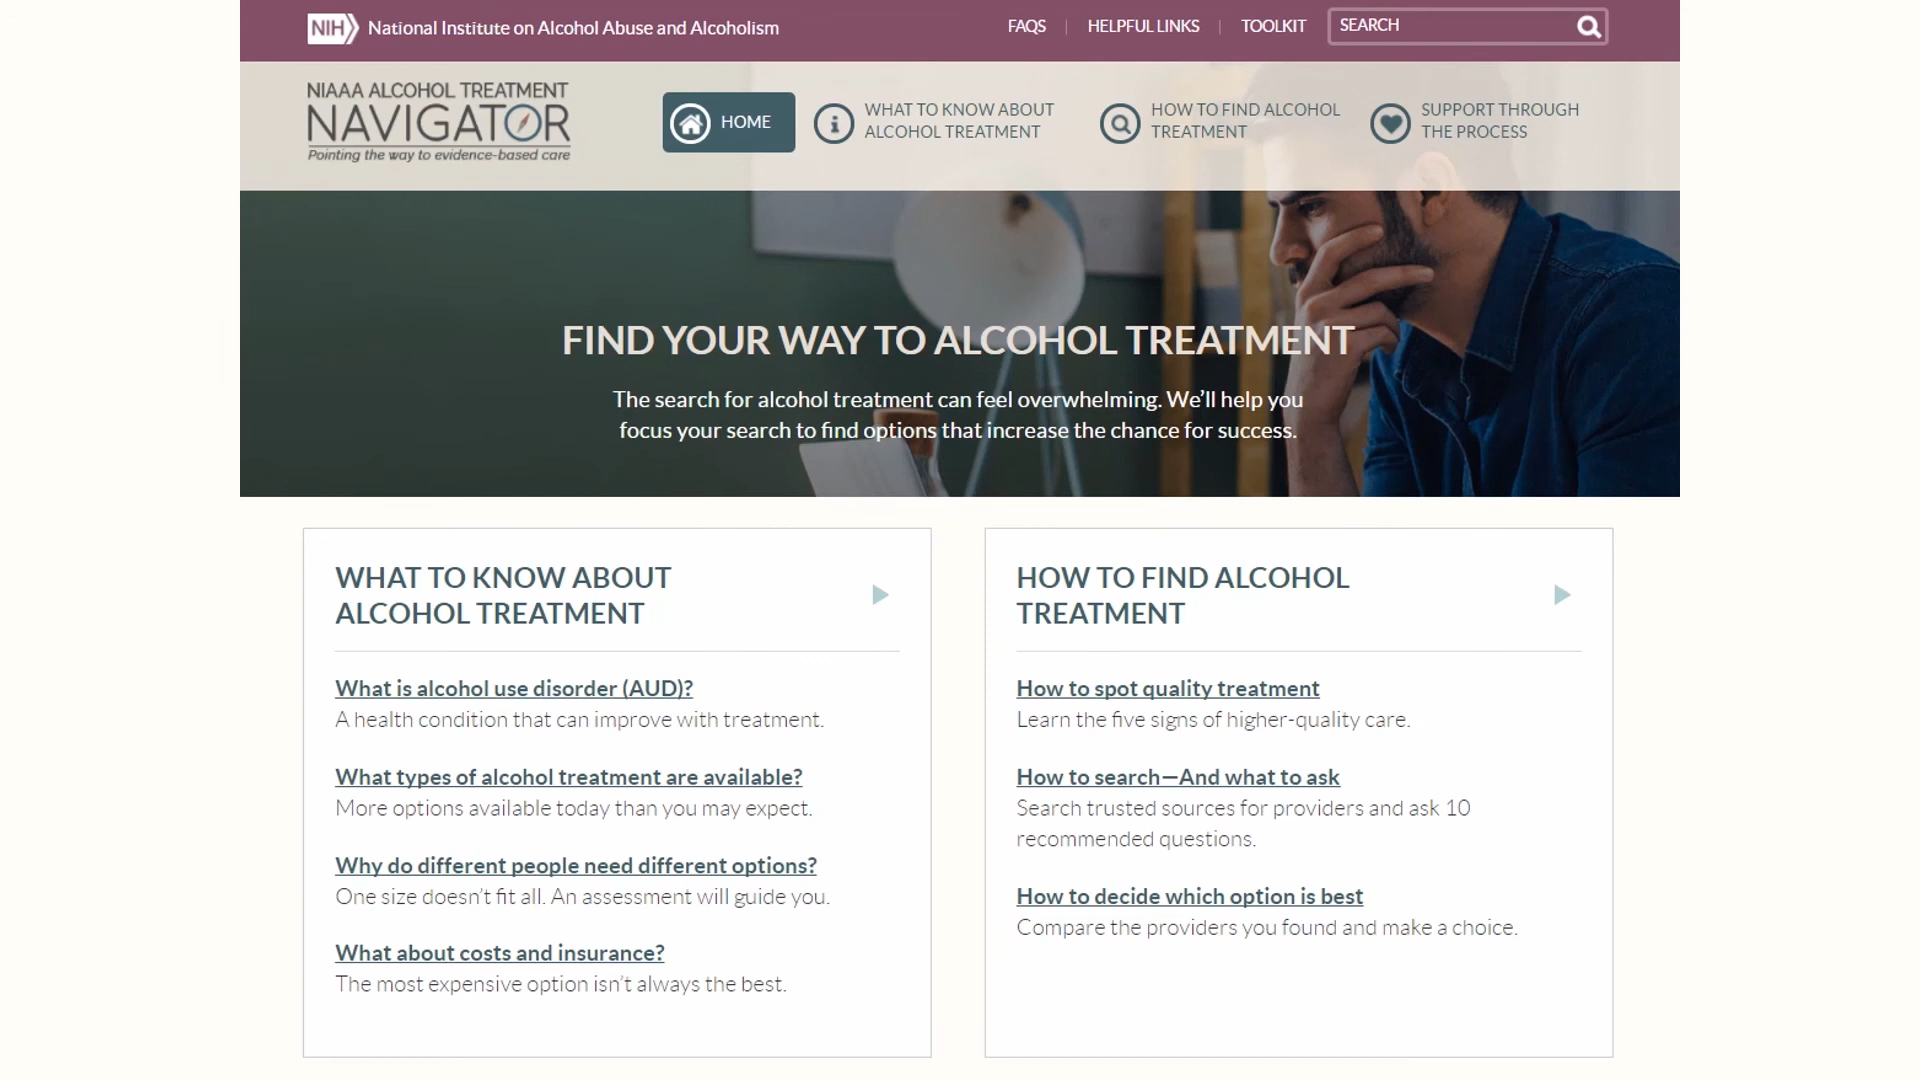 NIH National Institute on Alcohol Abuse and Alcoholism
FAQS
HELPFUL LINKS
TOOLKIT
SEARCH
NIAAA ALCOHOL TREATMENT
NAVIGATOR
Pointing the way to evidence-based care
HOME
WHAT TO KNOW ABOUT
ALCOHOL TREATMENT
HOW TO FIND ALCOHOL
TREATMENT
SUPPORT THROUGH
THE PROCESS
FIND YOUR WAY TO ALCOHOL TREATMENT
The search for alcohol treatment can feel overwhelming. We’ll help you
focus your search to find options that increase the chance for success.
WHAT TO KNOW ABOUT
ALCOHOL TREATMENT
What is alcohol use disorder (AUD)?
A health condition that can improve with treatment.
What types of alcohol treatment are available?
More options available today than you may expect.
Why do different people need different options?
One size doesn’t fit all. An assessment will guide you.
What about costs and insurance?
The most expensive option isn’t always the best.
HOW TO FIND ALCOHOL
TREATMENT
How to spot quality treatment
Learn the five signs of higher-quality care.
How to search—And what to ask
Search trusted sources for providers and ask 10
recommended questions.
How to decide which option is best
Compare the providers you found and make a choice.